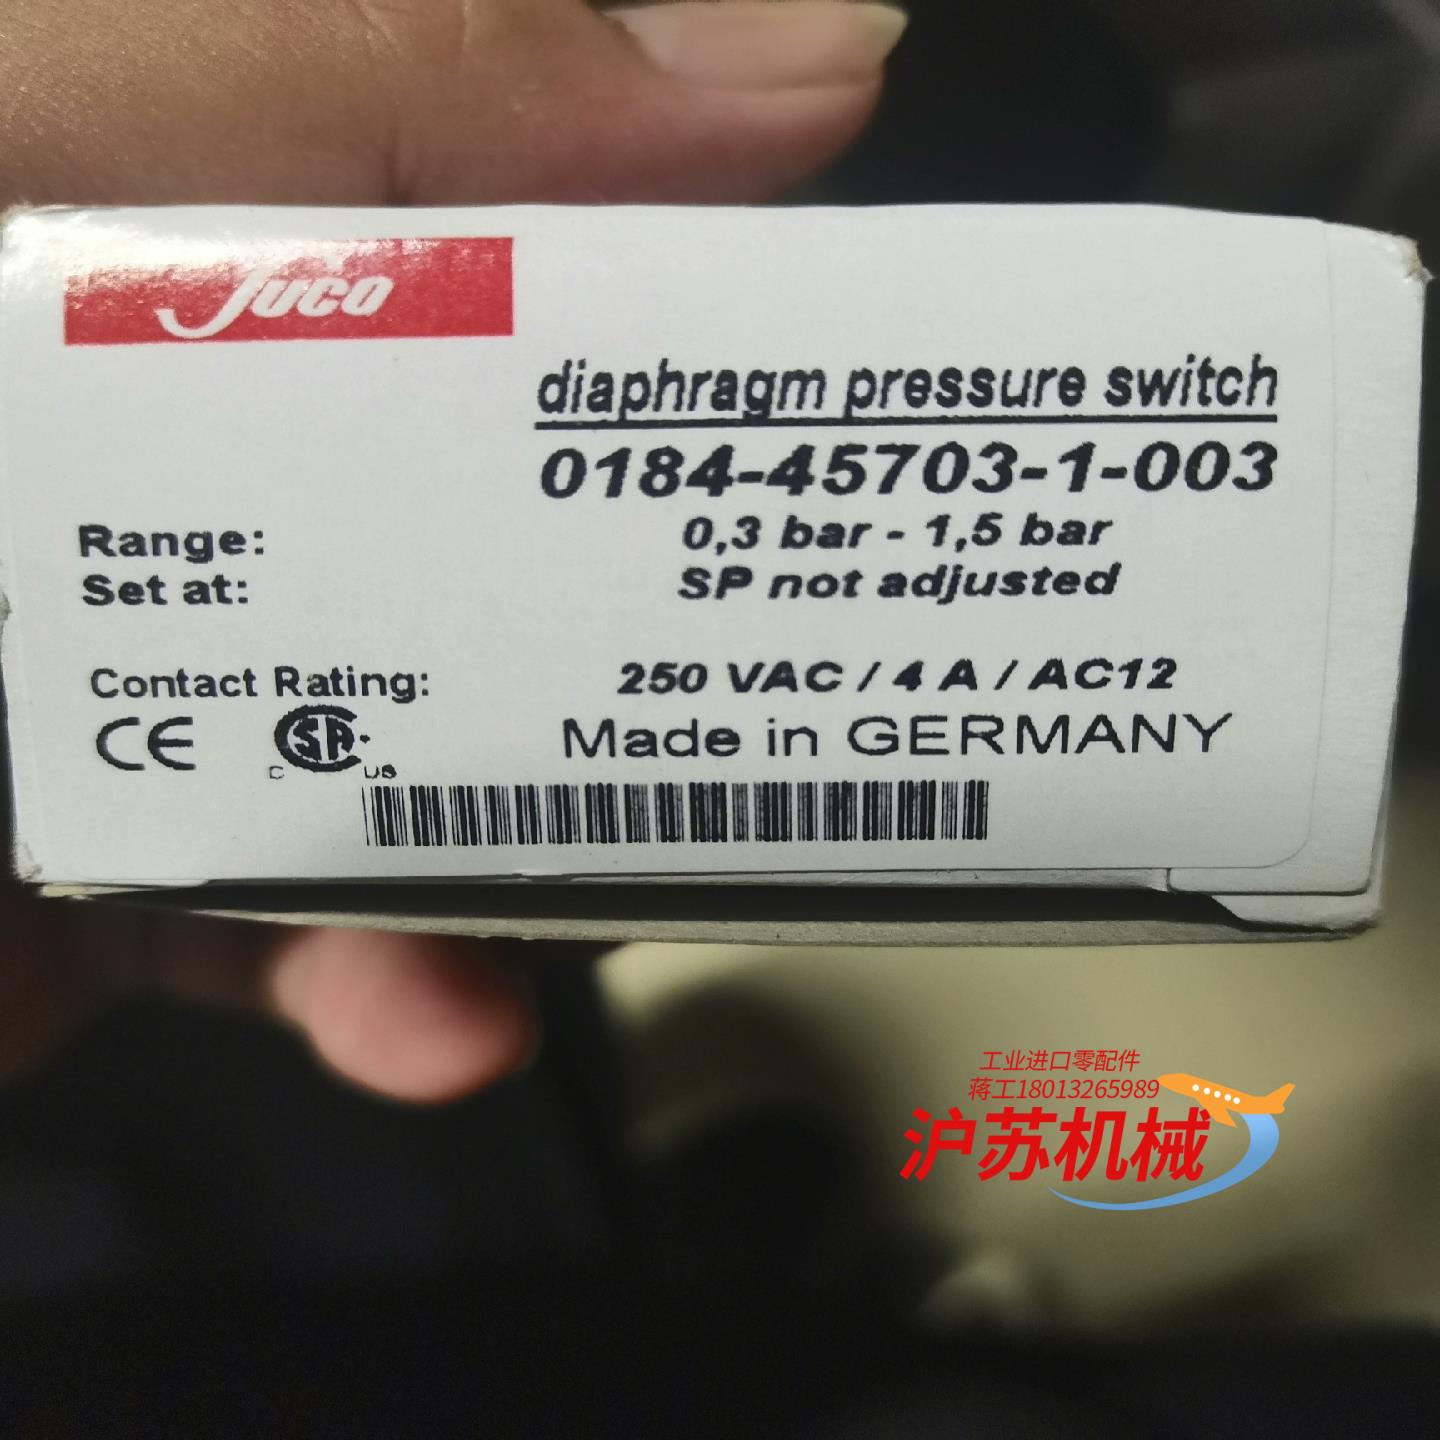 Suco
diaphragm pressure switch
0184-45703-1-003
Range: 0,3 bar - 1,5 bar
Set at: SP not adjusted
Contact Rating: 250 VAC / 4 A / AC12
CE C SA US Made in GERMANY
工业进口零配件
蒋工18013265989
沪苏机械